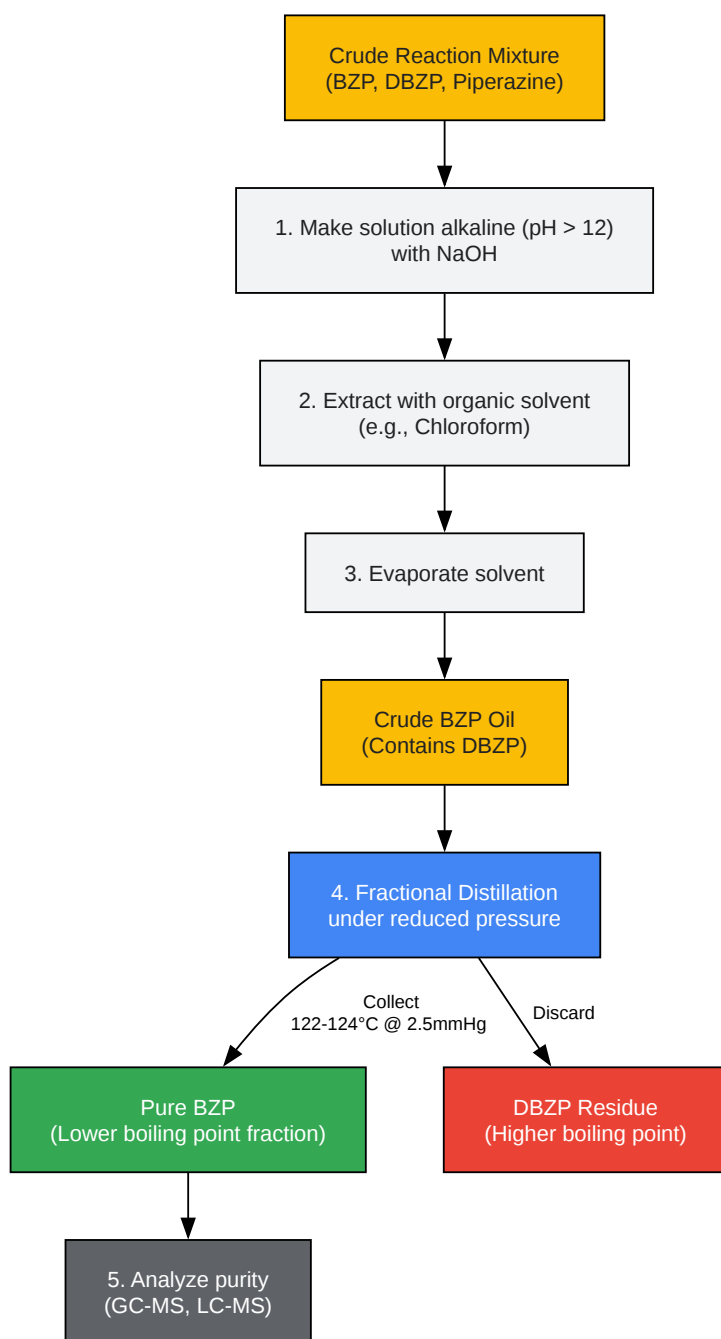 Crude Reaction Mixture
(BZP, DBZP, Piperazine)
1. Make solution alkaline (pH > 12)
with NaOH
2. Extract with organic solvent
(e.g., Chloroform)
3. Evaporate solvent
Crude BZP Oil
(Contains DBZP)
4. Fractional Distillation
under reduced pressure
Collect
122-124°C @ 2.5mmHg
Discard
Pure BZP
(Lower boiling point fraction)
DBZP Residue
(Higher boiling point)
5. Analyze purity
(GC-MS, LC-MS)